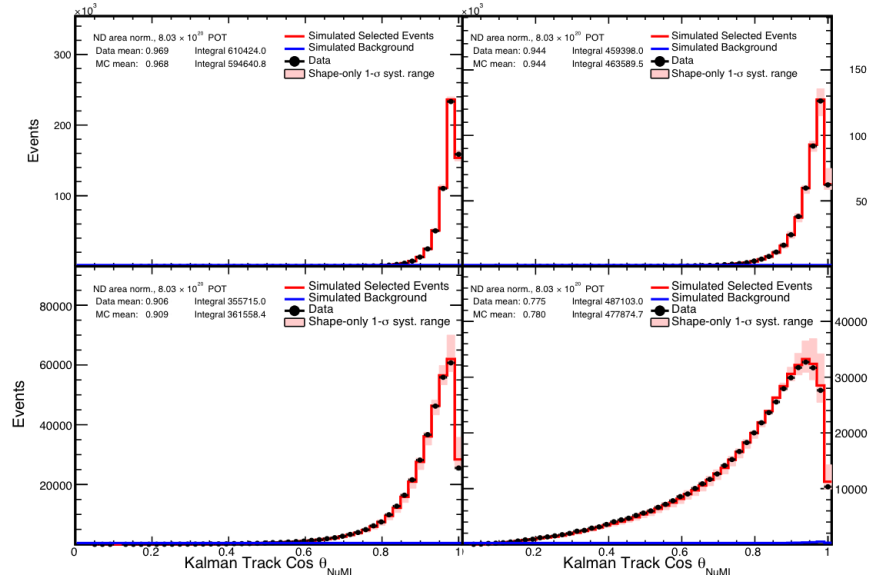 ×10³
ND area norm., 8.03 × 10²⁰ POT
Data mean: 0.969 Integral 610424.0
MC mean: 0.968 Integral 594640.8
Simulated Selected Events
Simulated Background
Data
Shape-only 1-σ syst. range
300
200
100
Events
×10³
ND area norm., 8.03 × 10²⁰ POT
Data mean: 0.944 Integral 459398.0
MC mean: 0.944 Integral 463589.5
Simulated Selected Events
Simulated Background
Data
Shape-only 1-σ syst. range
150
100
50
ND area norm., 8.03 × 10²⁰ POT
Data mean: 0.906 Integral 355715.0
MC mean: 0.909 Integral 361558.4
Simulated Selected Events
Simulated Background
Data
Shape-only 1-σ syst. range
80000
60000
40000
20000
Events
0 0.2 0.4 0.6 0.8 1
Kalman Track Cos θ NuMI
ND area norm., 8.03 × 10²⁰ POT
Data mean: 0.775 Integral 487103.0
MC mean: 0.780 Integral 477874.7
Simulated Selected Events
Simulated Background
Data
Shape-only 1-σ syst. range
40000
30000
20000
10000
0.2 0.4 0.6 0.8 1
Kalman Track Cos θ NuMI